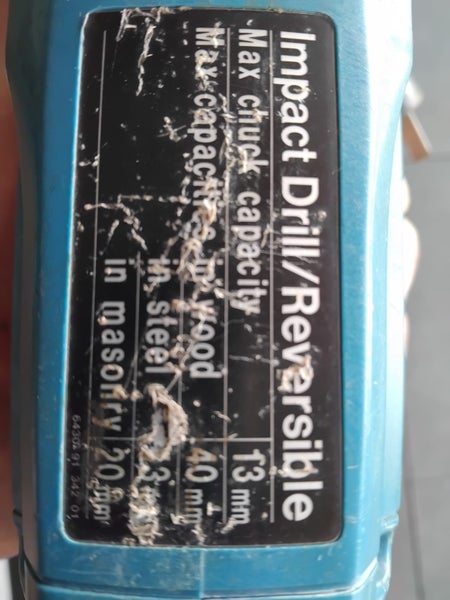 Impact Drill/Reversible
Max chuck capacity 13 mm
Max capacities in wood 40 mm
in steel 13
in masonry 20 mm